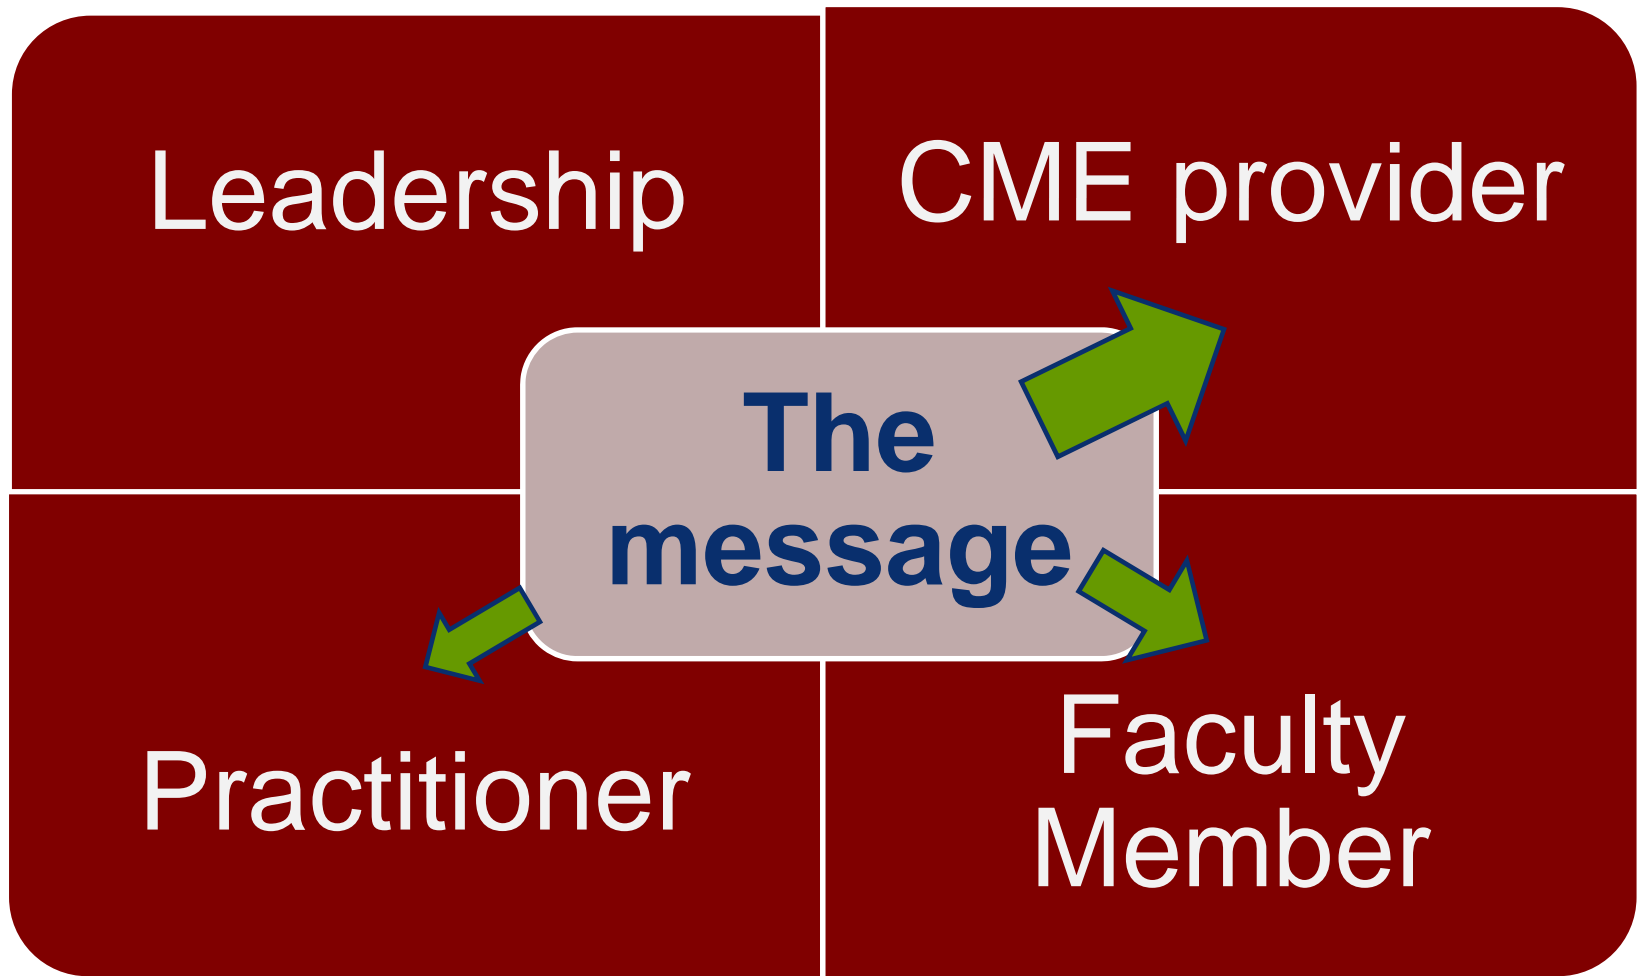 Leadership
CME provider
The
message
Practitioner
Faculty
Member